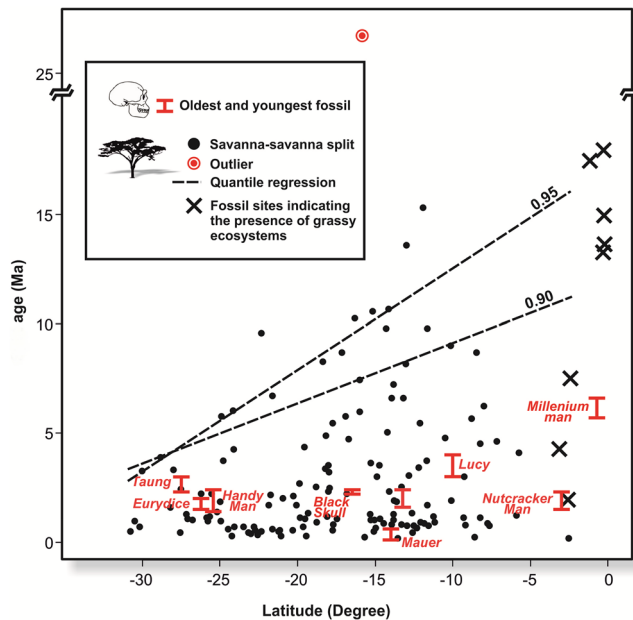 25
15
10
5
0
age (Ma)
Oldest and youngest fossil
Savanna-savanna split
Outlier
Quantile regression
Fossil sites indicating
the presence of grassy
ecosystems
0.95
0.90
Millenium
man
Lucy
Taung
Eurydice
Handy
Man
Black
Skull
Nutcracker
Man
Mauer
-30
-25
-20
-15
-10
-5
0
Latitude (Degree)